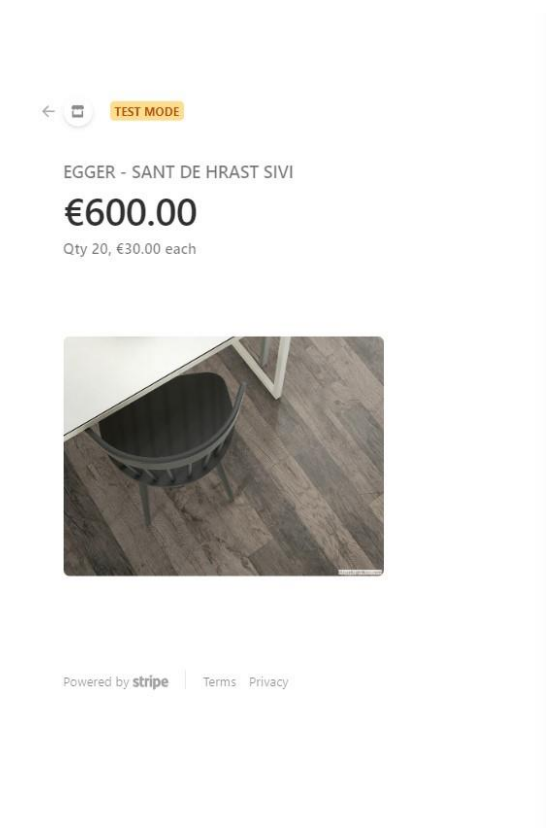 TEST MODE
EGGER - SANT DE HRAST SIVI
€600.00
Qty 20, €30.00 each
Powered by stripe
Terms Privacy